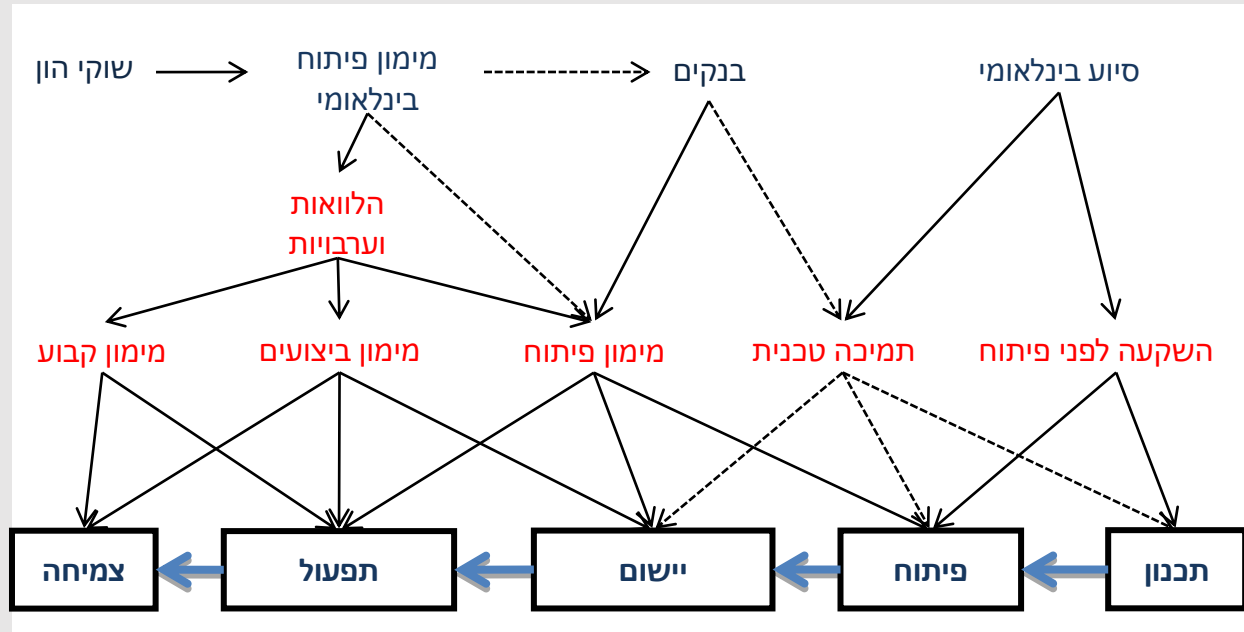 סיוע בינלאומי
בנקים
מימון פיתוח
בינלאומי
שוקי הון
הלוואות
וערבויות
השקעה לפני פיתוח
תמיכה טכנית
מימון פיתוח
מימון ביצועים
מימון קבוע
תכנון
פיתוח
יישום
תפעול
צמיחה